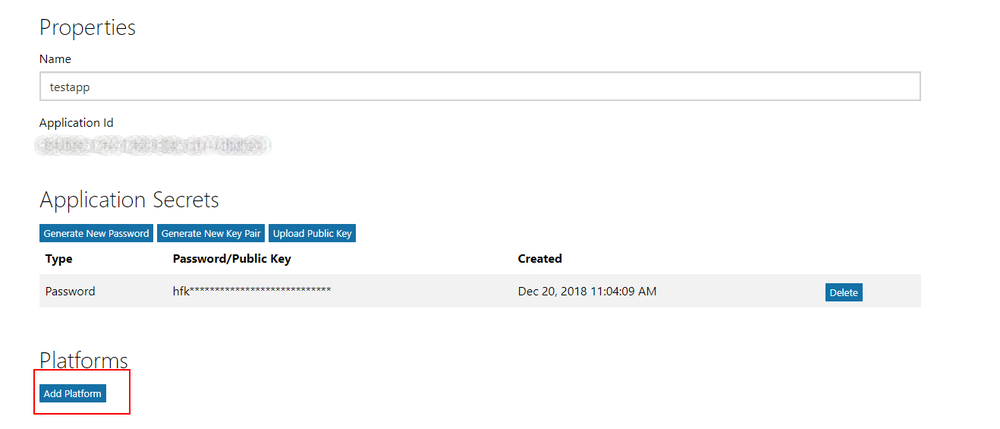 Properties
Name
testapp
Application Id
Application Secrets
Generate New Password Generate New Key Pair Upload Public Key
Type Password/Public Key Created
Password hfk**************************** Dec 20, 2018 11:04:09 AM Delete
Platforms
Add Platform